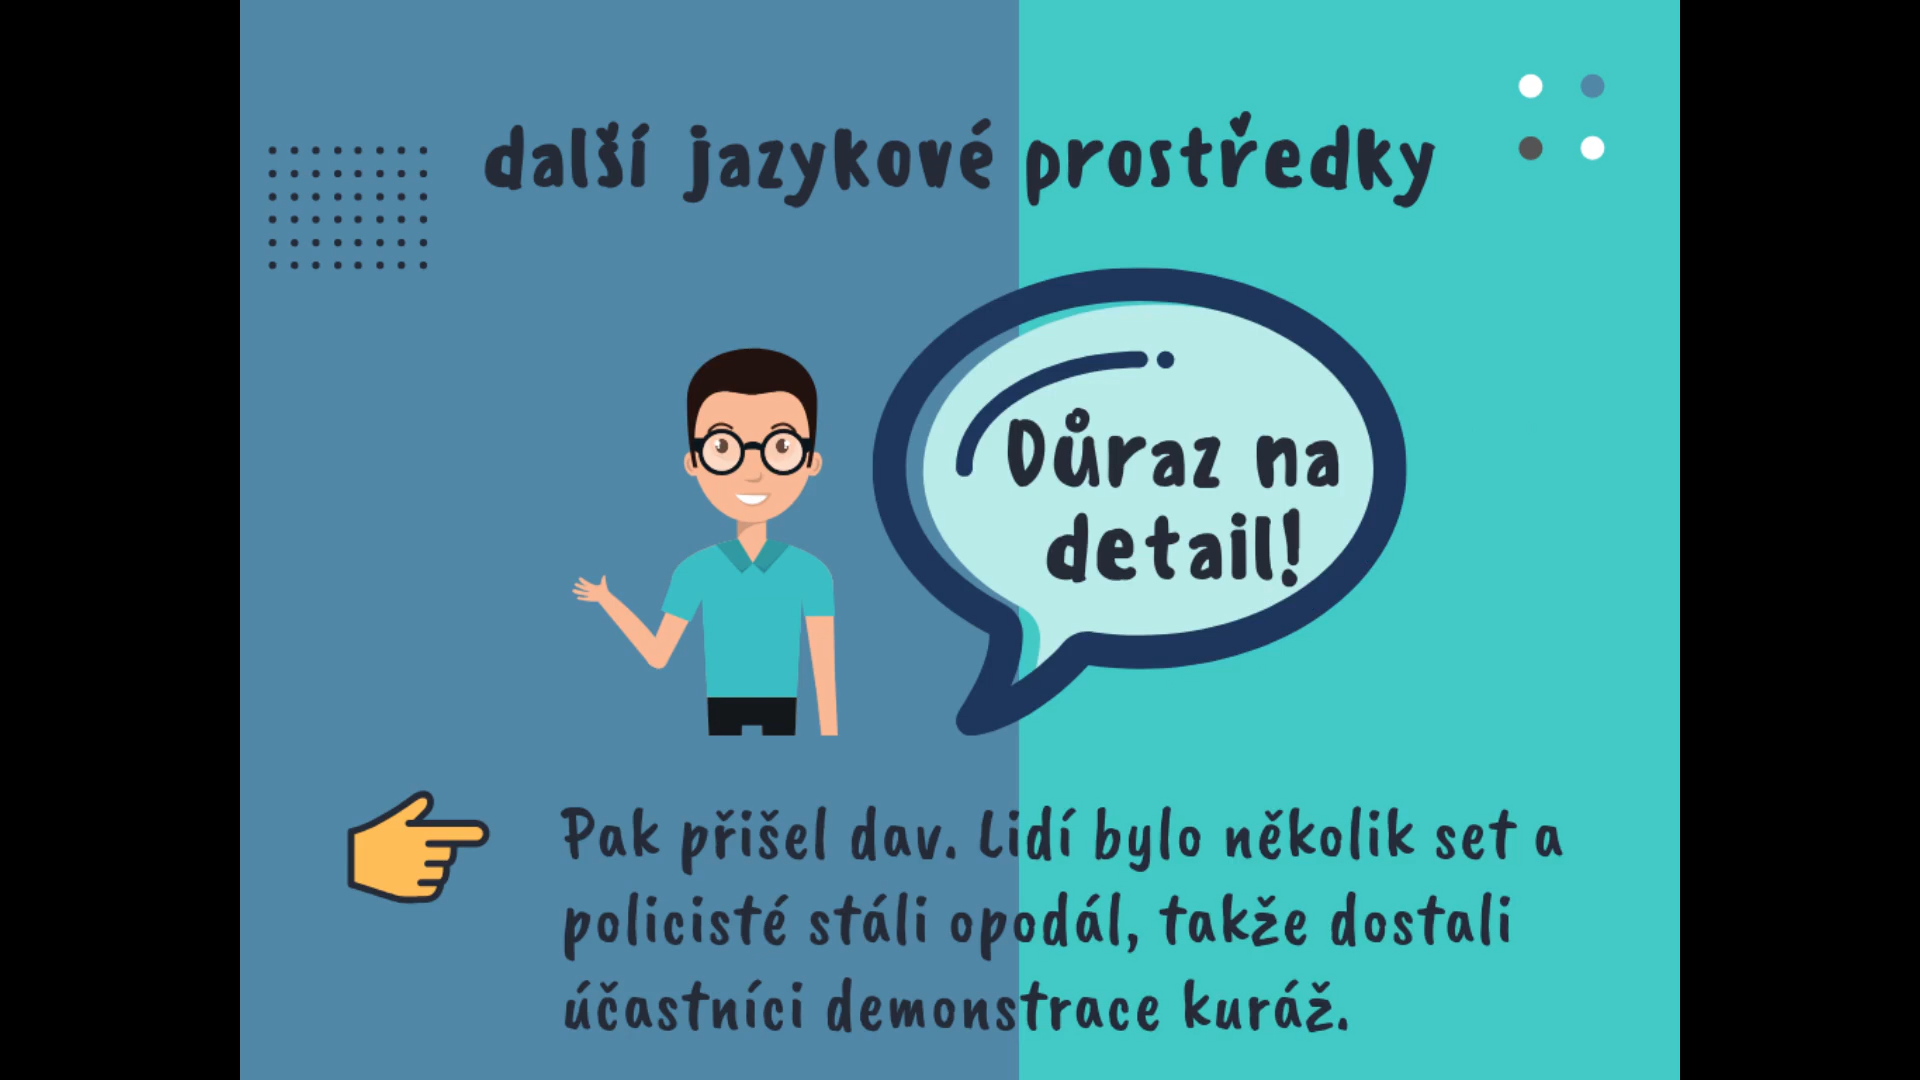 další jazykové prostředky
Důraz na
detail!
Pak přišel dav. Lidí bylo několik set a
policisté stáli opodál, takže dostali
účastníci demonstrace kuráž.